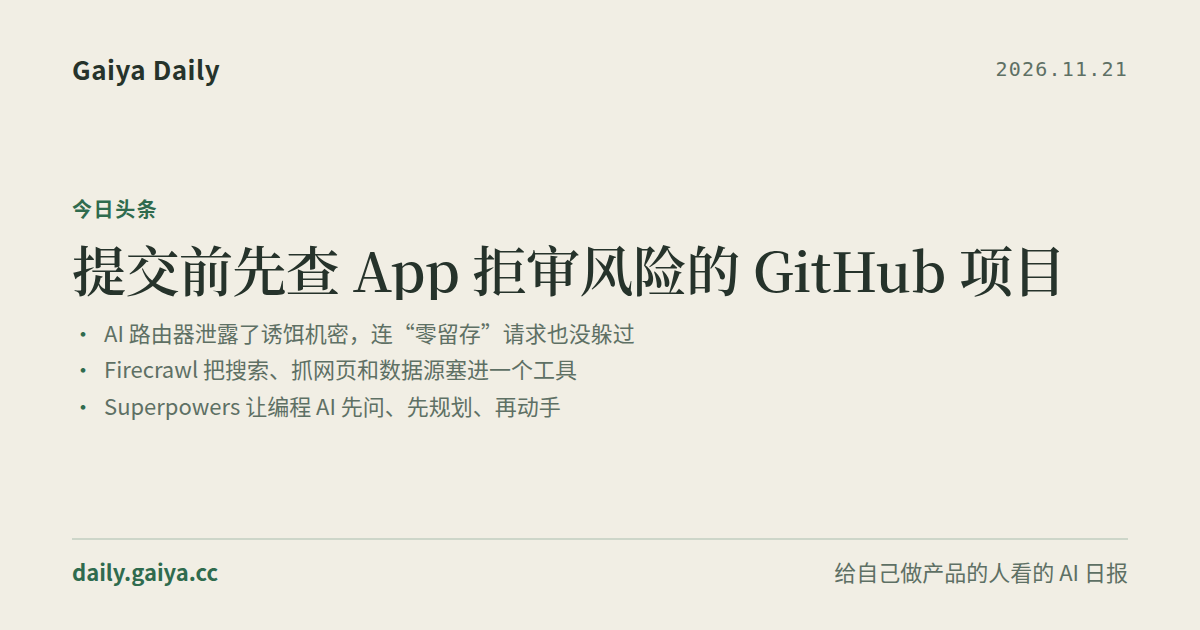 Gaiya Daily
2026.11.21
今日头条
提交前先查 App 拒审风险的 GitHub 项目
• AI 路由器泄露了诱饵机密，连“零留存”请求也没躲过
• Firecrawl 把搜索、抓网页和数据源塞进一个工具
• Superpowers 让编程 AI 先问、先规划、再动手
daily.gaiya.cc
给自己做产品的人看的 AI 日报